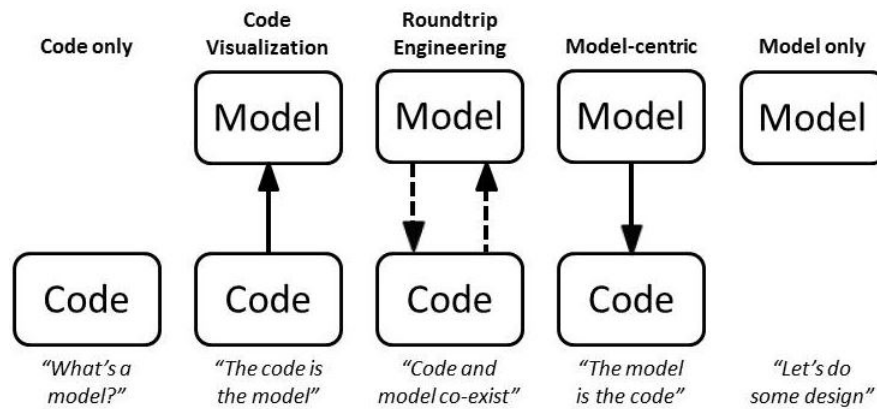 Code only
Code
Visualization
Roundtrip
Engineering
Model-centric
Model only
Model
Model
Model
Model
Code
Code
Code
Code
“What’s a
model?”
“The code is
the model”
“Code and
model co-exist”
“The model
is the code”
“Let’s do
some design”